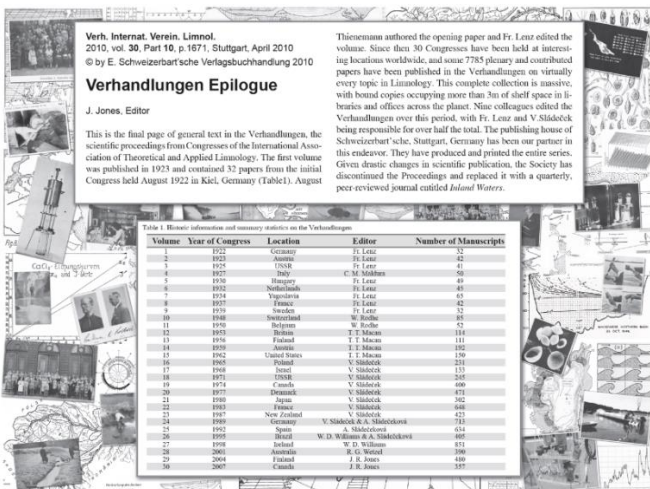 Verh. Internat. Verein. Limnol.
2010, vol. 30, Part 10, p.1671, Stuttgart, April 2010
© by E. Schweizerbart´sche Verlagsbuchhandlung 2010
Verhandlungen Epilogue
J. Jones, Editor
This is the final page of general text in the Verhandlungen, the
scientific proceedings from Congresses of the International Asso-
ciation of Theoretical and Applied Limnology. The first volume
was published in 1923 and contained 32 papers from the initial
Congress held August 1922 in Kiel, Germany (Table1). August
Thienemann authored the opening paper and Fr. Lenz edited the
volume. Since then 30 Congresses have been held at interest-
ing locations worldwide, and some 7785 plenary and contributed
papers have been published in the Verhandlungen on virtually
every topic in Limnology. This complete collection is massive,
with bound copies occupying more than 3m of shelf space in li-
braries and offices across the planet. Nine colleagues edited the
Verhandlungen over this period, with Fr. Lenz and V.Sládeček
being responsible for over half the total. The publishing house of
Schweizerbart´sche, Stuttgart, Germany has been our partner in
this endeavor. They have produced and printed the entire series.
Given drastic changes in scientific publication, the Society has
discontinued the Proceedings and replaced it with a quarterly,
peer-reviewed journal entitled Inland Waters.
Table 1. Historic information and summary statistics on the Verhandlungen
Volume Year of Congress Location Editor Number of Manuscripts
1 1922 Germany Fr. Lenz 32
2 1923 Austria Fr. Lenz 42
3 1925 USSR Fr. Lenz 41
4 1927 Italy 50
5 1930 Hungary Fr. Lenz 49
6 1932 Netherlands Fr. Lenz 45
7 1934 Yugoslavia Fr. Lenz 65
8 1937 France Fr. Lenz 42
9 1939 Sweden Fr. Lenz 32
10 1948 Switzerland W. Rodhe 85
11 1950 Belgium W. Rodhe 52
12 1953 Britain T. T. Macan 114
13 1956 Finland T. T. Macan 111
14 1959 Austria T. T. Macan 192
15 1962 United States T. T. Macan 150
16 1965 Poland V. Sládeček 231
17 1968 Israel V. Sládeček 133
18 1971 USSR V. Sládeček 245
19 1974 Canada V. Sládeček 400
20 1977 Denmark V. Sládeček 471
21 1980 Japan V. Sládeček 302
22 1983 France V. Sládeček 648
23 1987 New Zealand V. Sládeček 425
24 1989 Germany V. Sládeček & A. Sládečková 713
25 1992 Spain A. Sládečková 634
26 1995 Brazil W. D. Williams & A. Sládečková 405
27 1998 Ireland W. D. Williams 851
28 2001 Australia R. G. Wetzel 390
29 2004 Finland J. R. Jones 480
30 2007 Canada J. R. Jones 357